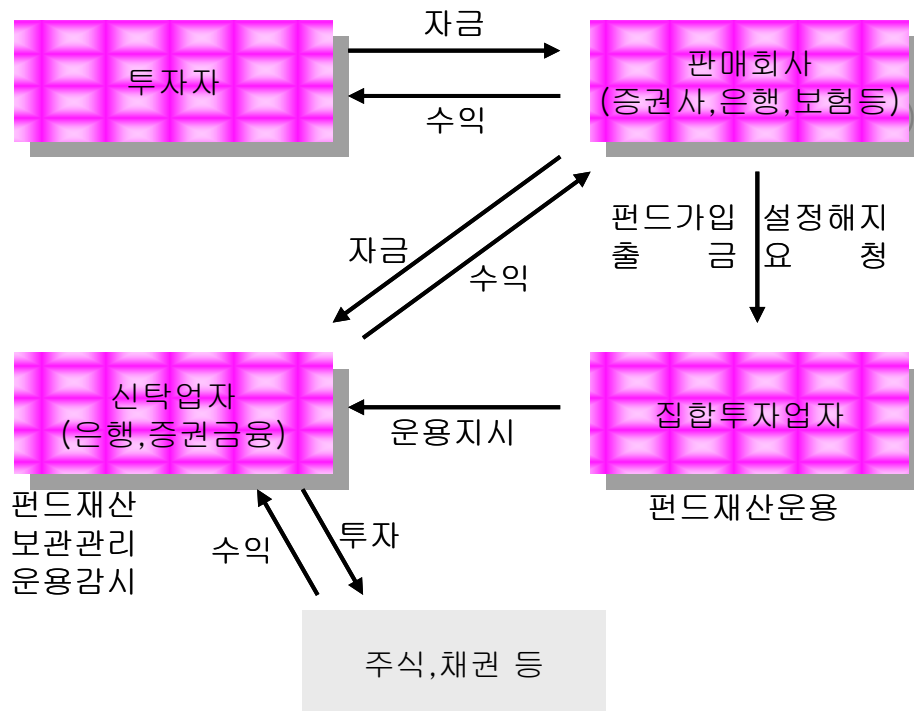 자금
투자자
판매회사
(증권사,은행,보험등)
수익
펀드가입 설정해지
출 금 요 청
자금
수익
신탁업자
(은행,증권금융)
운용지시
집합투자업자
펀드재산
보관관리
운용감시
펀드재산운용
수익
투자
주식,채권 등